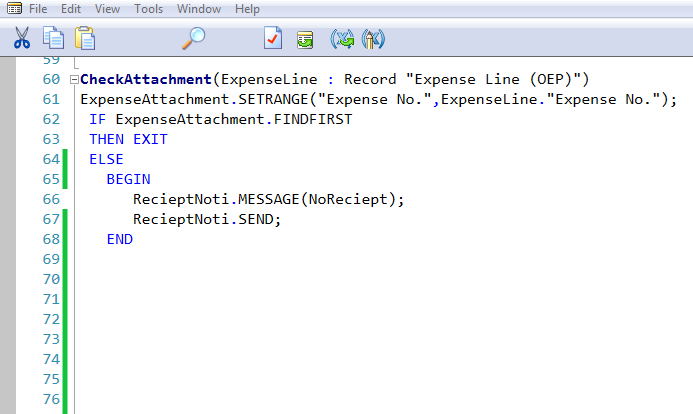 File Edit View Tools Window Help
59
60 CheckAttachment(ExpenseLine : Record "Expense Line (OEP)")
61 ExpenseAttachment.SETRANGE("Expense No.",ExpenseLine."Expense No.");
62 IF ExpenseAttachment.FINDFIRST
63 THEN EXIT
64 ELSE
65 BEGIN
66 RecieptNoti.MESSAGE(NoReciept);
67 RecieptNoti.SEND;
68 END
69
70
71
72
73
74
75
76